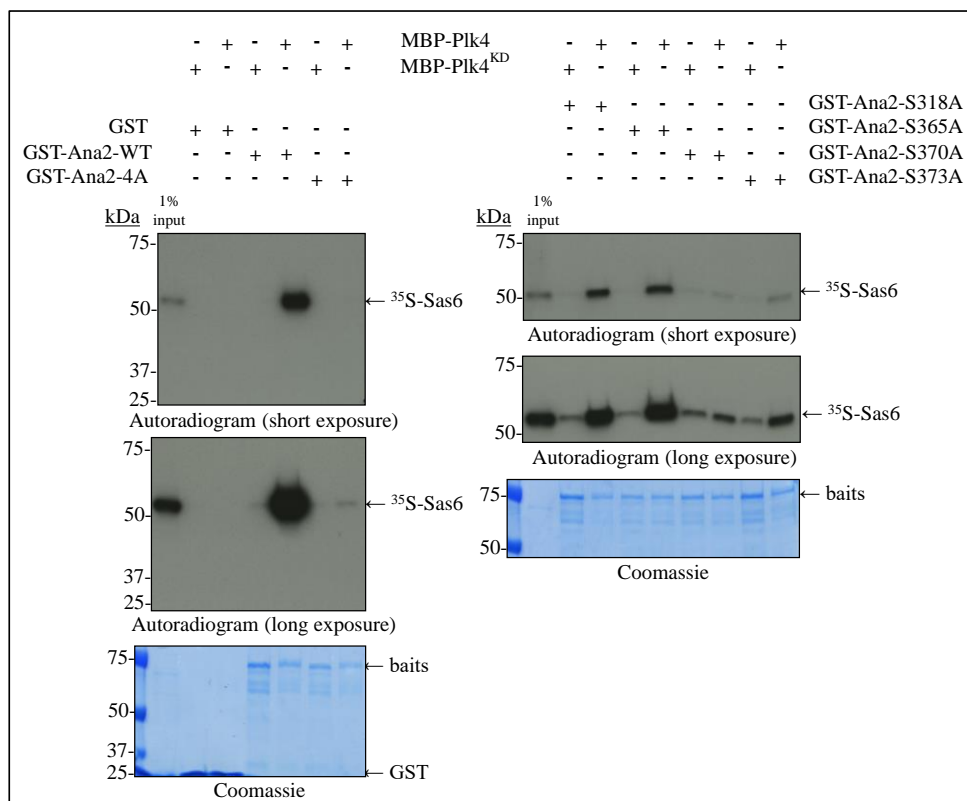 - + - + - + MBP-Plk4 - + - + - + - +
+ - + - + - MBP-Plk4KD + - + - + - + -
+ + - - - - - - GST-Ana2-S318A
GST + + - - - - - - + + - - - - GST-Ana2-S365A
GST-Ana2-WT - - + + - - - - - - + + - - GST-Ana2-S370A
GST-Ana2-4A - - - - + + - - - - - - + + GST-Ana2-S373A
kDa 1% input
75-
50-
37-
25-
← 35S-Sas6
Autoradiogram (short exposure)
75-
50-
37-
25-
← 35S-Sas6
Autoradiogram (long exposure)
75-
50-
37-
25-
← baits
← GST
Coomassie
kDa 1% input
75-
50-
← 35S-Sas6
Autoradiogram (short exposure)
75-
50-
← 35S-Sas6
Autoradiogram (long exposure)
75-
50-
← baits
Coomassie